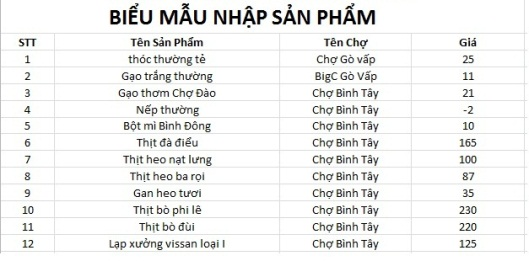 BIỂU MẪU NHẬP SẢN PHẨM
STT Tên Sản Phẩm Tên Chợ Giá
1 thóc thường tẻ Chợ Gò vấp 25
2 Gạo trắng thường BigC Gò Vấp 11
3 Gạo thơm Chợ Đào Chợ Bình Tây 21
4 Nếp thường Chợ Bình Tây -2
5 Bột mì Bình Đông Chợ Bình Tây 10
6 Thịt đà điểu Chợ Bình Tây 165
7 Thịt heo nạt lưng Chợ Bình Tây 100
8 Thịt heo ba rọi Chợ Bình Tây 87
9 Gan heo tươi Chợ Bình Tây 35
10 Thịt bò phi lê Chợ Bình Tây 230
11 Thịt bò đùi Chợ Bình Tây 220
12 Lạp xưởng vissan loại I Chợ Bình Tây 125